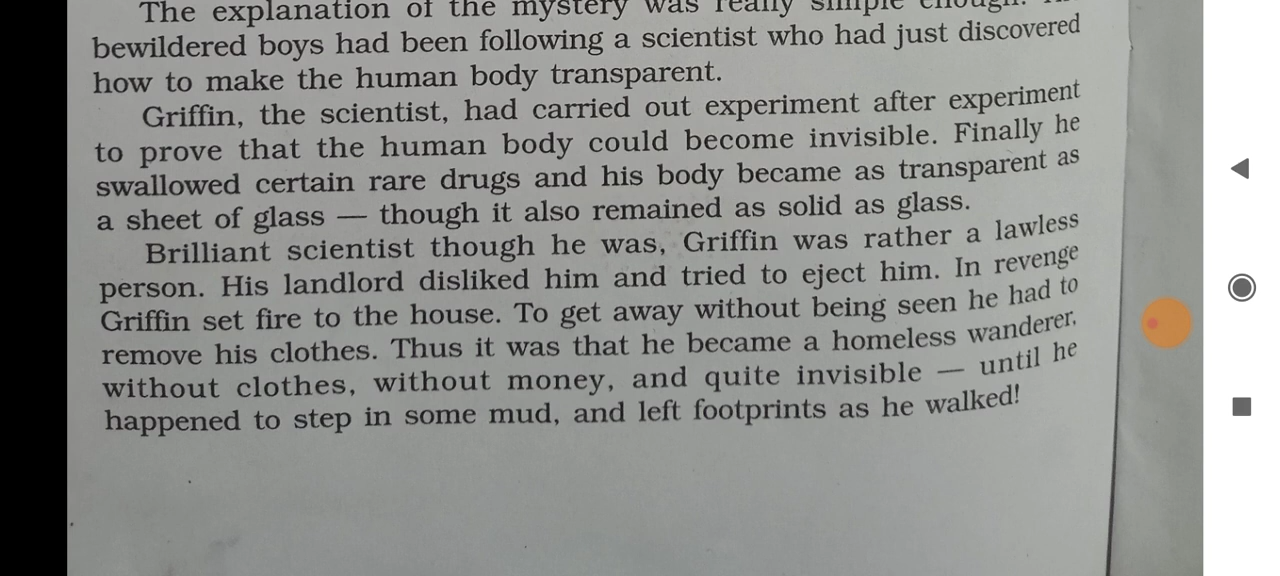 The explanation of the mystery was really simple enough.
bewildered boys had been following a scientist who had just discovered
how to make the human body transparent.
Griffin, the scientist, had carried out experiment after experiment
to prove that the human body could become invisible. Finally he
swallowed certain rare drugs and his body became as transparent as
a sheet of glass — though it also remained as solid as glass.
Brilliant scientist though he was, Griffin was rather a lawless
person. His landlord disliked him and tried to eject him. In revenge
Griffin set fire to the house. To get away without being seen he had to
remove his clothes. Thus it was that he became a homeless wanderer,
without clothes, without money, and quite invisible — until he
happened to step in some mud, and left footprints as he walked!